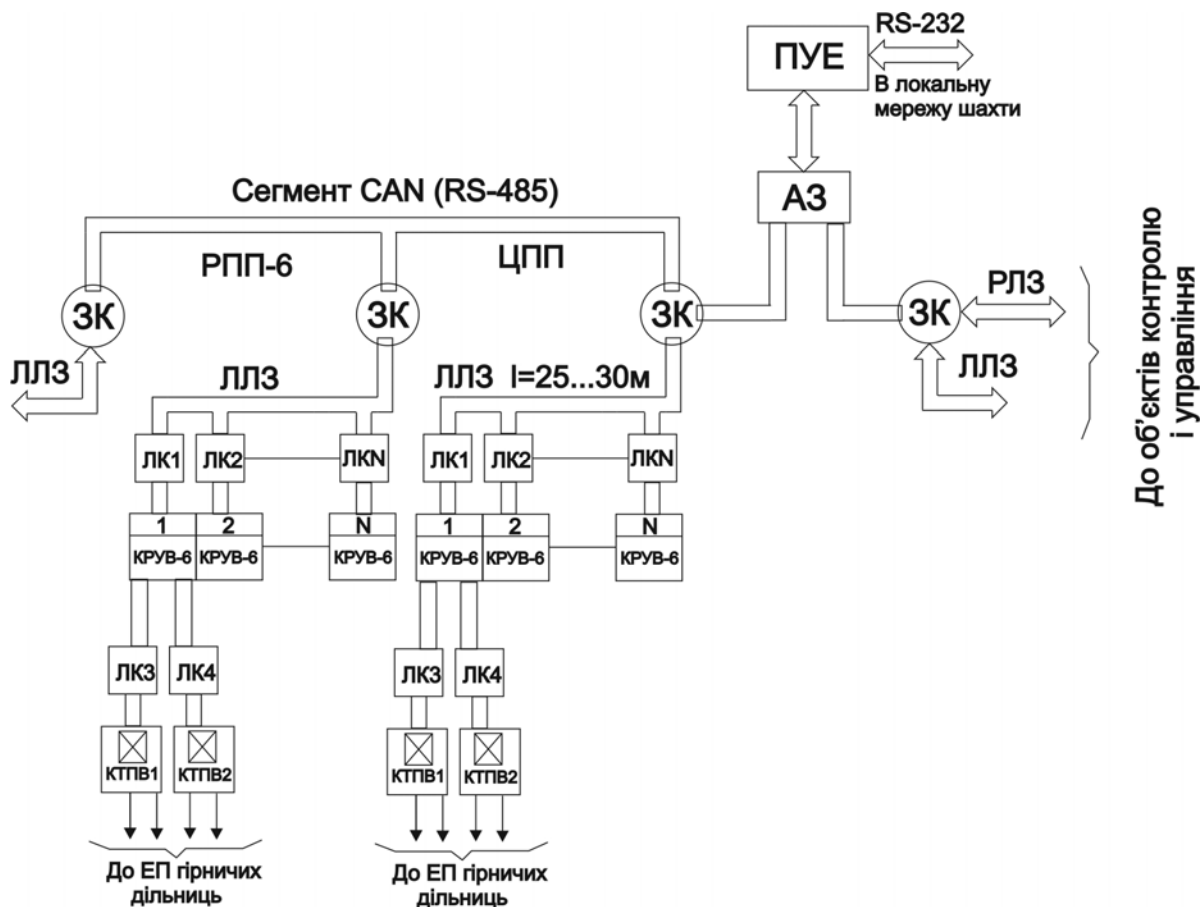 RS-232
ПУЕ
В локальну
мережу шахти
Сегмент CAN (RS-485)
АЗ
РПП-6
ЦПП
ЗК
ЗК
ЗК
ЗК
РЛЗ
ЛЛЗ
ЛЛЗ
ЛЛЗ l=25...30м
ЛЛЗ
До об'єктів контролю
і управління
ЛК1
ЛК2
ЛКN
ЛК1
ЛК2
ЛКN
1
2
N
1
2
N
КРУВ-6
КРУВ-6
КРУВ-6
КРУВ-6
КРУВ-6
КРУВ-6
ЛК3
ЛК4
ЛК3
ЛК4
КТПВ1
КТПВ2
КТПВ1
КТПВ2
До ЕП гірничих
дільниць
До ЕП гірничих
дільниць